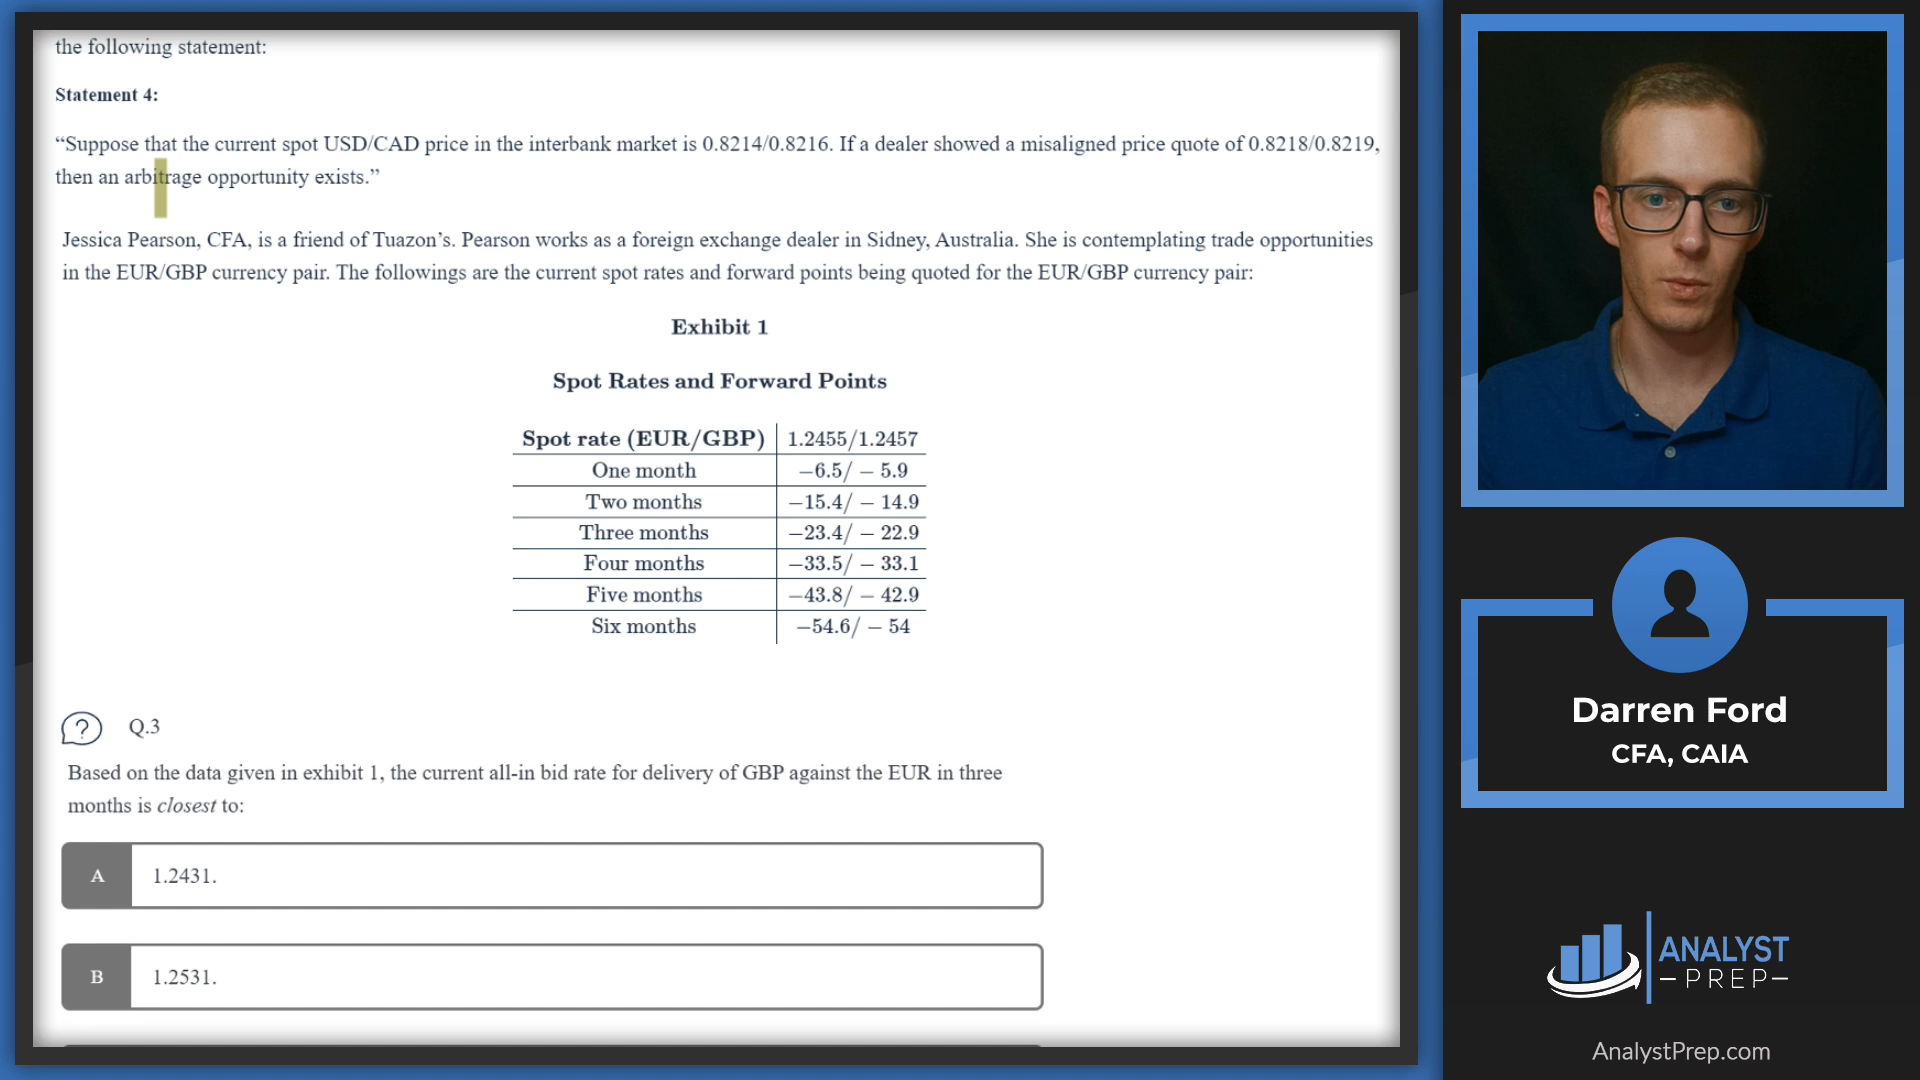 the following statement:
Statement 4:
“Suppose that the current spot USD/CAD price in the interbank market is 0.8214/0.8216. If a dealer showed a misaligned price quote of 0.8218/0.8219,
then an arbitrage opportunity exists.”
Jessica Pearson, CFA, is a friend of Tuazon’s. Pearson works as a foreign exchange dealer in Sidney, Australia. She is contemplating trade opportunities
in the EUR/GBP currency pair. The followings are the current spot rates and forward points being quoted for the EUR/GBP currency pair:
Exhibit 1
Spot Rates and Forward Points
Spot rate (EUR/GBP) 1.2455/1.2457
One month −6.5/ − 5.9
Two months −15.4/ − 14.9
Three months −23.4/ − 22.9
Four months −33.5/ − 33.1
Five months −43.8/ − 42.9
Six months −54.6/ − 54
? Q.3
Based on the data given in exhibit 1, the current all-in bid rate for delivery of GBP against the EUR in three
months is closest to:
A 1.2431.
B 1.2531.
Darren Ford
CFA, CAIA
ANALYST
PREP
AnalystPrep.com